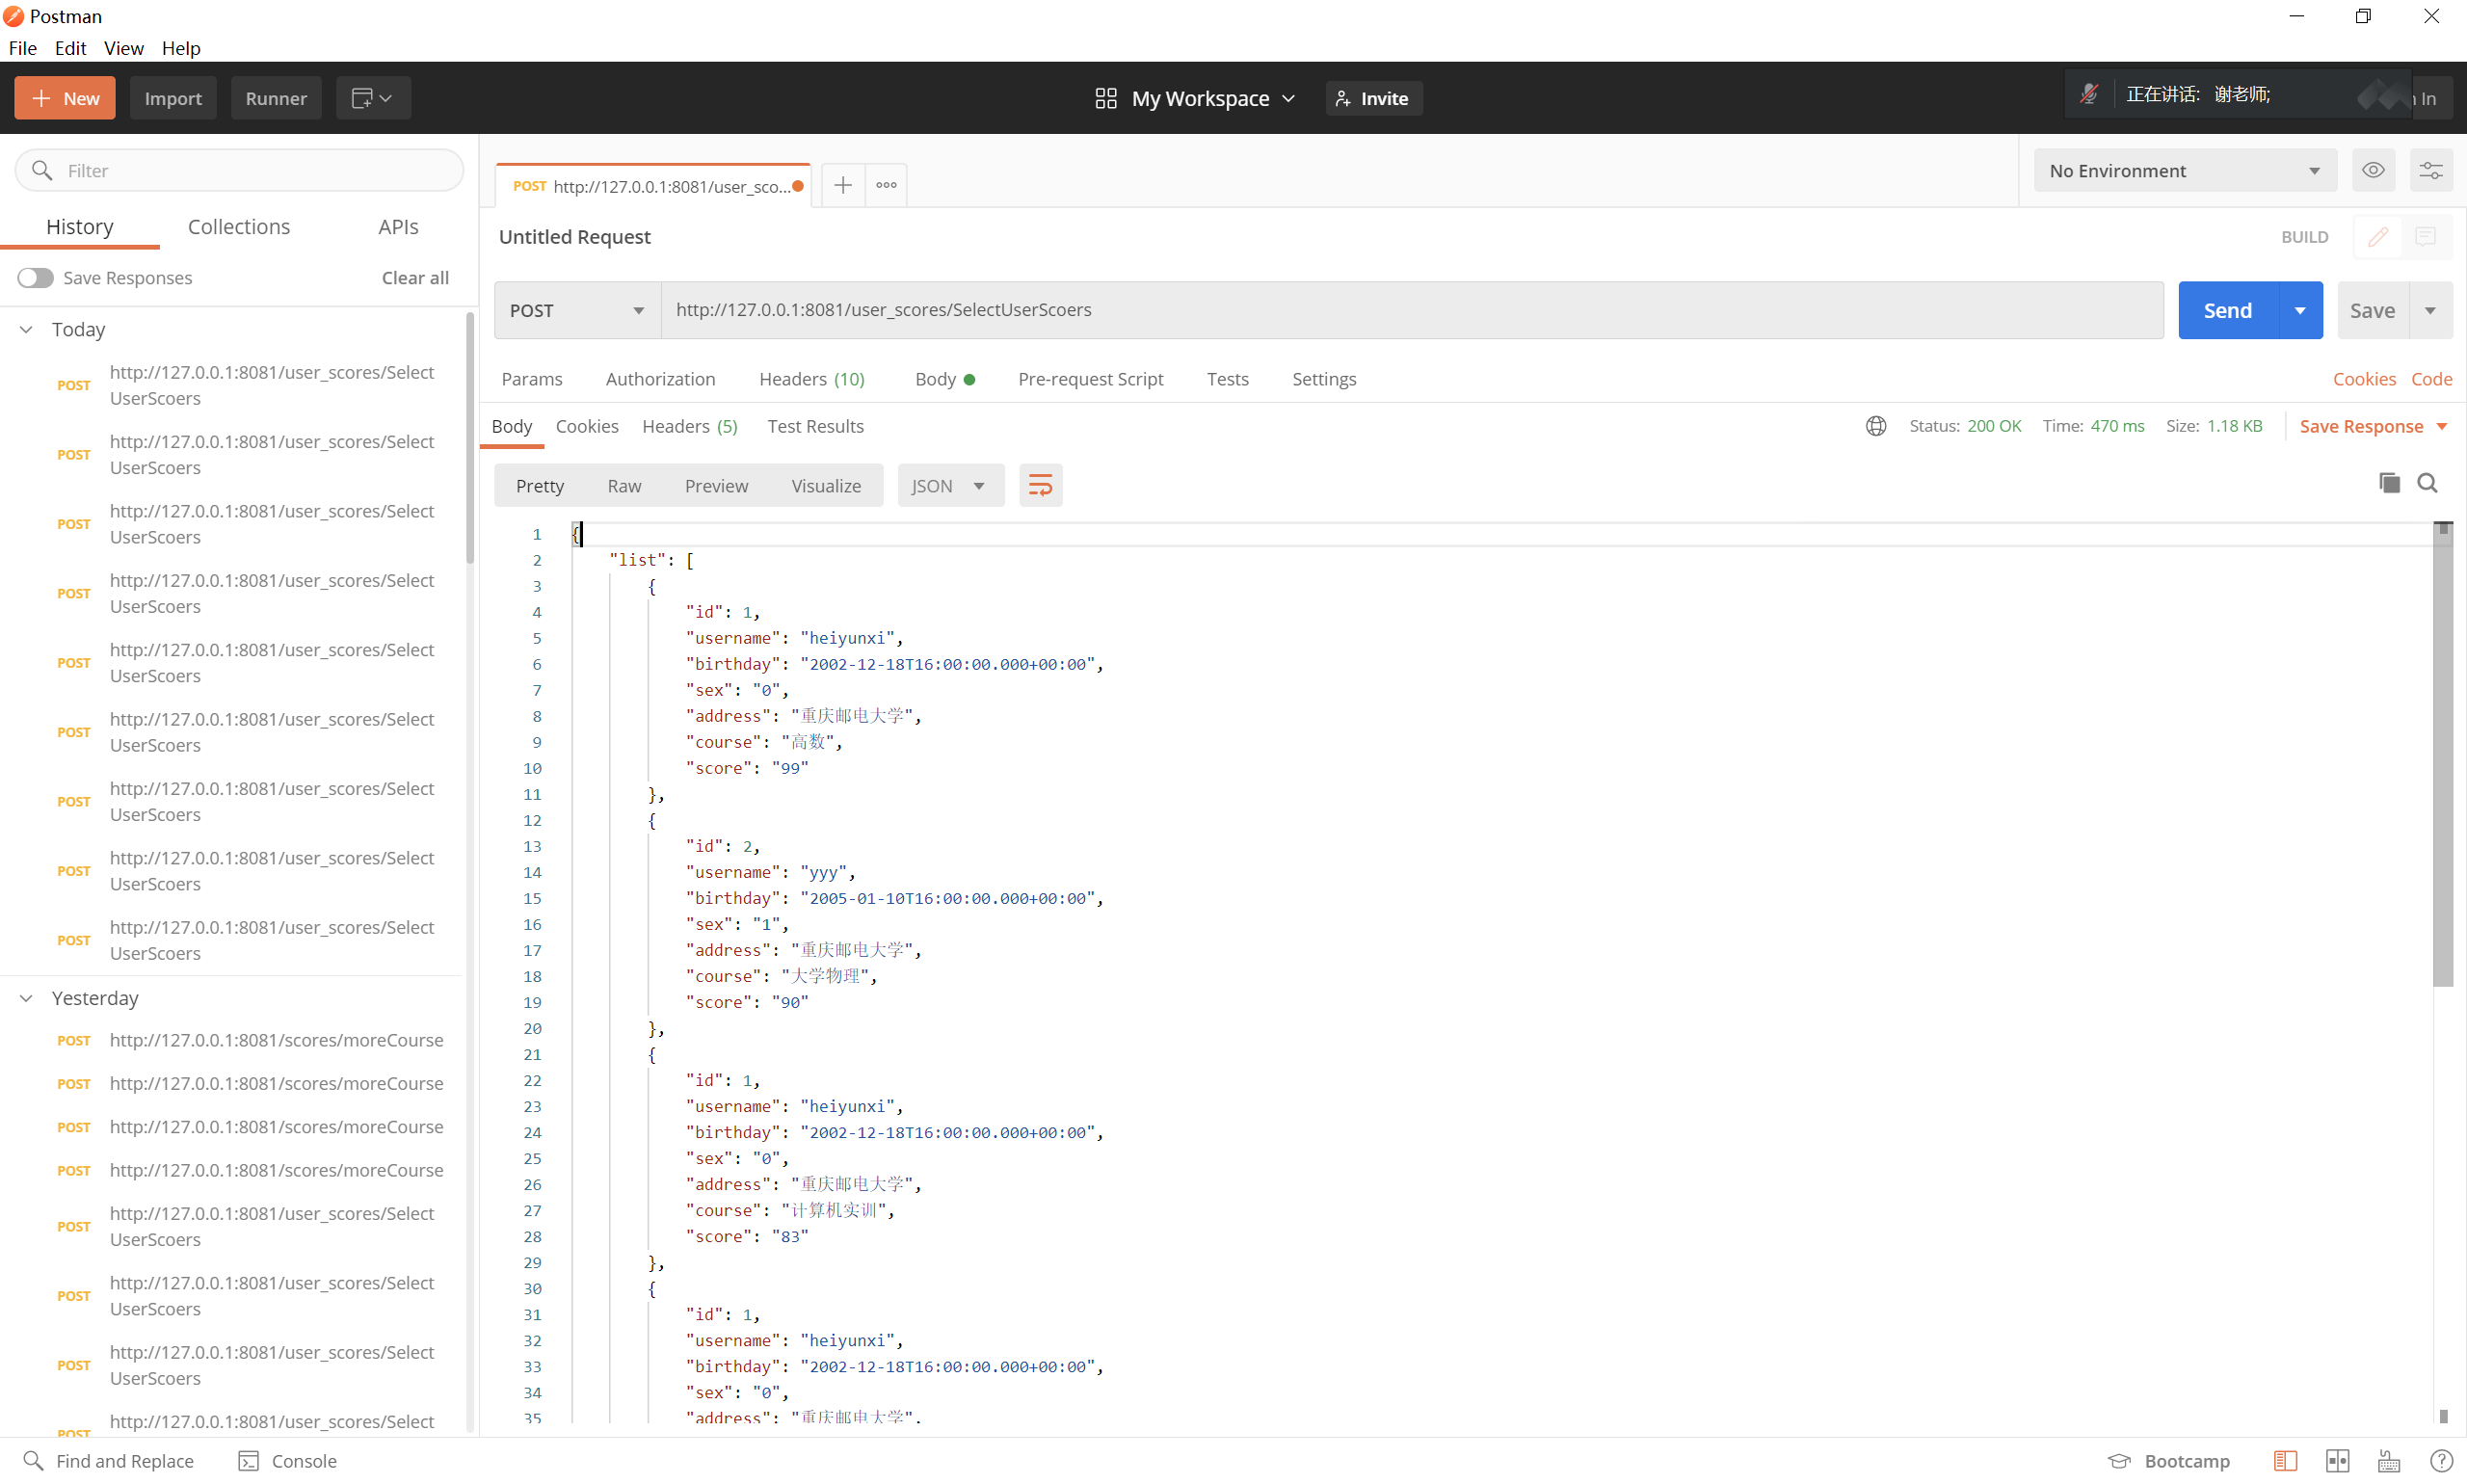 Postman
File Edit View Help
New Import Runner My Workspace Invite 正在讲话: 谢老师; In
Filter
History Collections APIs
Save Responses Clear all
Today
POST http://127.0.0.1:8081/user_scores/Select
UserScoers
POST http://127.0.0.1:8081/user_scores/Select
UserScoers
POST http://127.0.0.1:8081/user_scores/Select
UserScoers
POST http://127.0.0.1:8081/user_scores/Select
UserScoers
POST http://127.0.0.1:8081/user_scores/Select
UserScoers
POST http://127.0.0.1:8081/user_scores/Select
UserScoers
POST http://127.0.0.1:8081/user_scores/Select
UserScoers
POST http://127.0.0.1:8081/user_scores/Select
UserScoers
POST http://127.0.0.1:8081/user_scores/Select
UserScoers
Yesterday
POST http://127.0.0.1:8081/scores/moreCourse
POST http://127.0.0.1:8081/scores/moreCourse
POST http://127.0.0.1:8081/scores/moreCourse
POST http://127.0.0.1:8081/scores/moreCourse
POST http://127.0.0.1:8081/user_scores/Select
UserScoers
POST http://127.0.0.1:8081/user_scores/Select
UserScoers
POST http://127.0.0.1:8081/user_scores/Select
UserScoers
POST http://127.0.0.1:8081/user_scores/Select
POST http://127.0.0.1:8081/user_sco...
No Environment
Untitled Request BUILD
POST http://127.0.0.1:8081/user_scores/SelectUserScoers Send Save
Params Authorization Headers (10) Body Pre-request Script Tests Settings Cookies Code
Body Cookies Headers (5) Test Results Status: 200 OK Time: 470 ms Size: 1.18 KB Save Response
Pretty Raw Preview Visualize JSON
1 {
2 "list": [
3 {
4 "id": 1,
5 "username": "heiyunxi",
6 "birthday": "2002-12-18T16:00:00.000+00:00",
7 "sex": "0",
8 "address": "重庆邮电大学",
9 "course": "高数",
10 "score": "99"
11 },
12 {
13 "id": 2,
14 "username": "yyy",
15 "birthday": "2005-01-10T16:00:00.000+00:00",
16 "sex": "1",
17 "address": "重庆邮电大学",
18 "course": "大学物理",
19 "score": "90"
20 },
21 {
22 "id": 1,
23 "username": "heiyunxi",
24 "birthday": "2002-12-18T16:00:00.000+00:00",
25 "sex": "0",
26 "address": "重庆邮电大学",
27 "course": "计算机实训",
28 "score": "83"
29 },
30 {
31 "id": 1,
32 "username": "heiyunxi",
33 "birthday": "2002-12-18T16:00:00.000+00:00",
34 "sex": "0",
35 "address": "重庆邮电大学",
Find and Replace Console Bootcamp